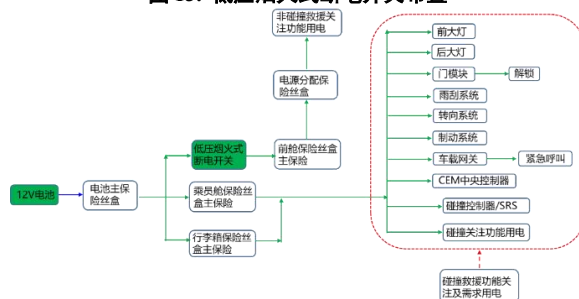 非碰撞救援关
注功能用电
电源分配保
险丝盒
低压烟火式
断电开关
前舱保险丝盒
主保险
12V电池
电池主保
险丝盒
乘员舱保险丝
盒主保险
行李箱保险丝
盒主保险
前大灯
后大灯
门模块
解锁
雨刮系统
转向系统
制动系统
车载网关
紧急呼叫
CEM中央控制器
碰撞控制器/SRS
碰撞关注功能用电
碰撞救援功能关
注及需求用电